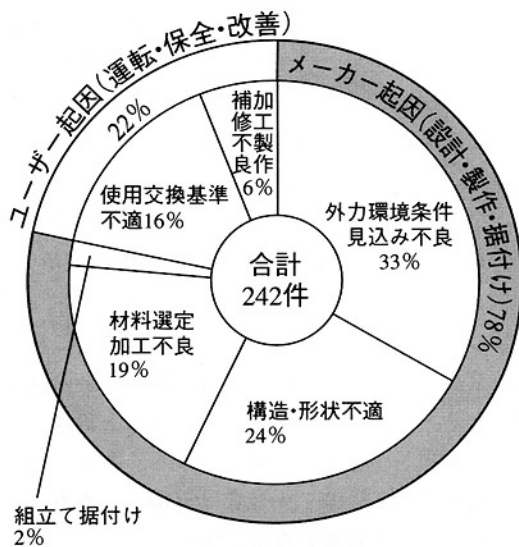 ユーザー起因(運転・保全・改善)
22%
メーカー起因(設計・製作・据付け)78%
加工製作
補修不良
6%
使用交換基準
不適16%
外力環境条件
見込み不良
33%
合計
242件
材料選定
加工不良
19%
構造・形状不適
24%
組立て据付け
2%